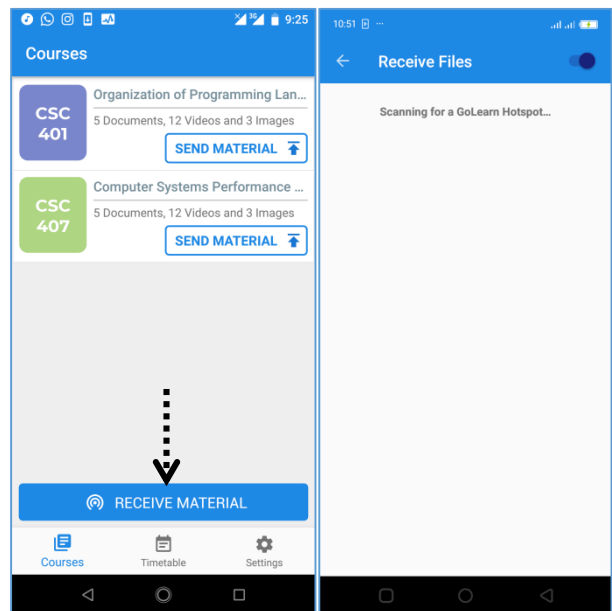 9:25
Courses
CSC
401
Organization of Programming Lan...
5 Documents, 12 Videos and 3 Images
SEND MATERIAL
CSC
407
Computer Systems Performance ...
5 Documents, 12 Videos and 3 Images
SEND MATERIAL
RECEIVE MATERIAL
Courses
Timetable
Settings
10:51
Receive Files
Scanning for a GoLearn Hotspot...